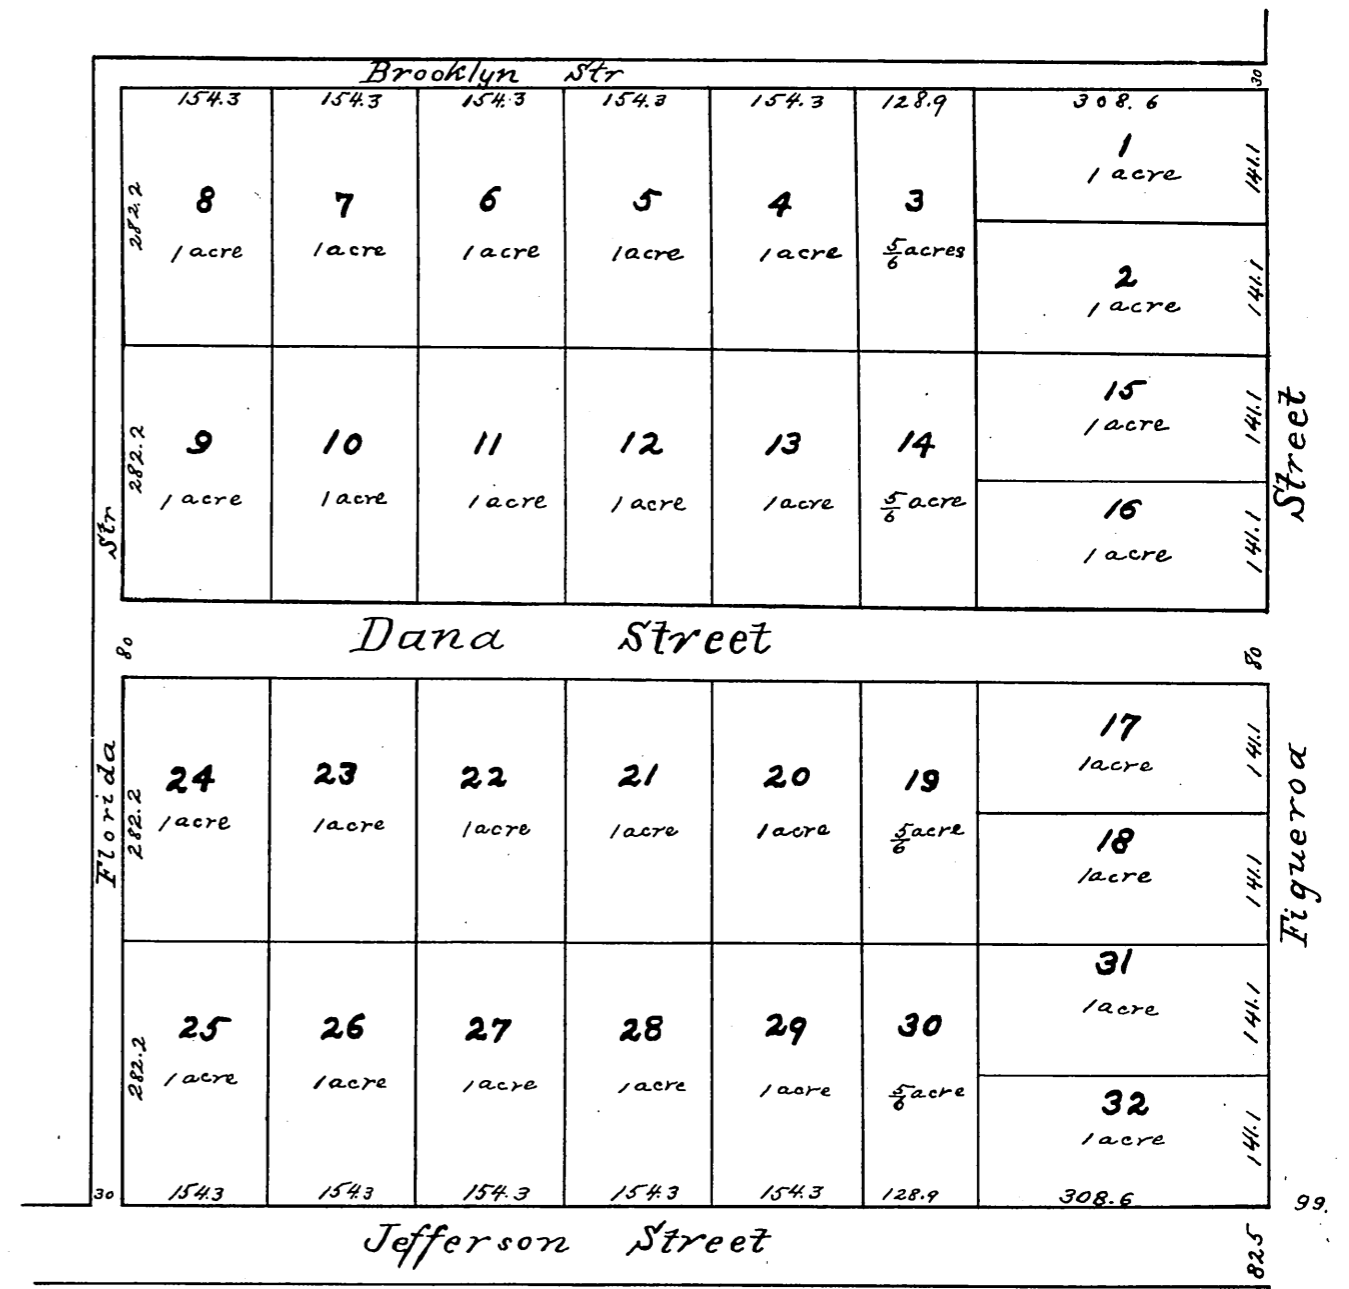 Brooklyn Str
30
154.3 154.3 154.3 154.3 154.3 128.9 308.6
282.2
8
1 acre
7
1 acre
6
1 acre
5
1 acre
4
1 acre
3
5/6 acres
1
1 acre
141.1
2
1 acre
141.1
282.2
9
1 acre
10
1 acre
11
1 acre
12
1 acre
13
1 acre
14
5/6 acre
15
1 acre
141.1
16
1 acre
141.1
Florida Str
Figueroa Street
80
Dana Street
80
282.2
24
1 acre
23
1 acre
22
1 acre
21
1 acre
20
1 acre
19
5/6 acre
17
1 acre
141.1
18
1 acre
141.1
282.2
25
1 acre
26
1 acre
27
1 acre
28
1 acre
29
1 acre
30
5/6 acre
31
1 acre
141.1
32
1 acre
141.1
30 154.3 154.3 154.3 154.3 154.3 128.9 308.6 99.
Jefferson Street
825